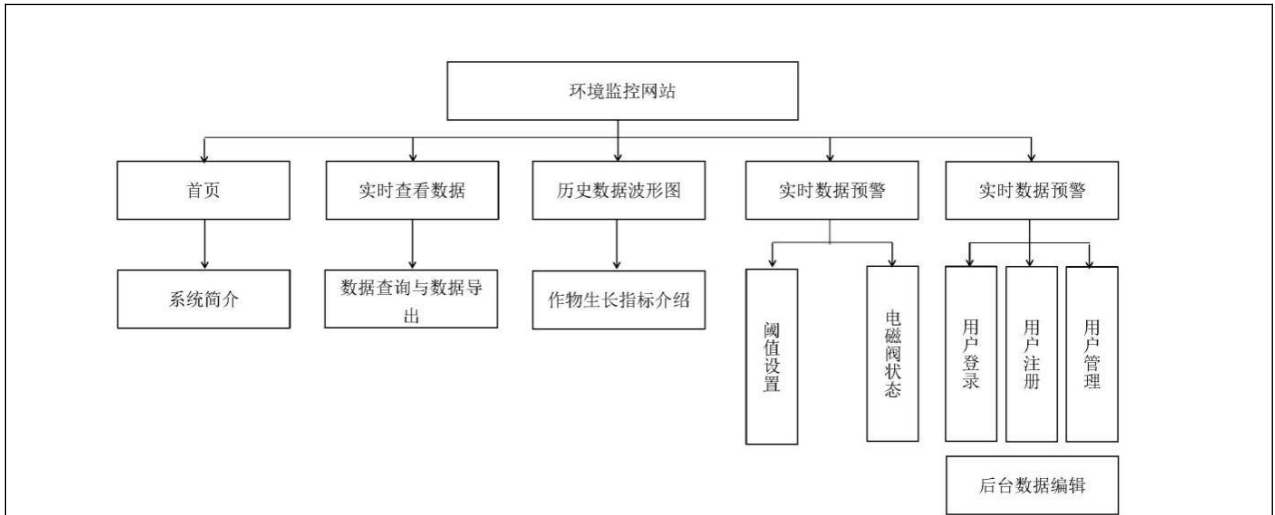 环境监控网站
首页
实时查看数据
历史数据波形图
实时数据预警
实时数据预警
系统简介
数据查询与数据导
出
作物生长指标介绍
阈值设置
电磁阀状态
用户登录
用户注册
用户管理
后台数据编辑